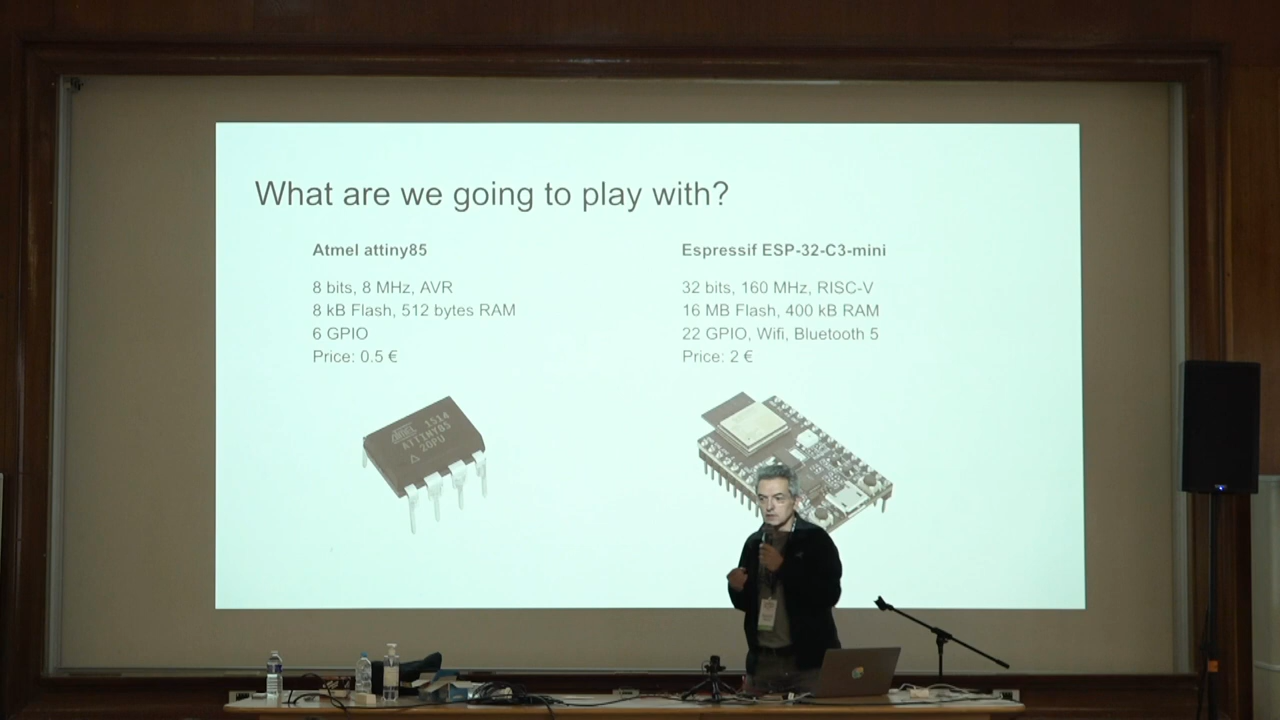 What are we going to play with?
Atmel attiny85
8 bits, 8 MHz, AVR
8 kB Flash, 512 bytes RAM
6 GPIO
Price: 0.5 €
Espressif ESP-32-C3-mini
32 bits, 160 MHz, RISC-V
16 MB Flash, 400 kB RAM
22 GPIO, Wifi, Bluetooth 5
Price: 2 €
ATMEL 1514
ATTINY85
20PU